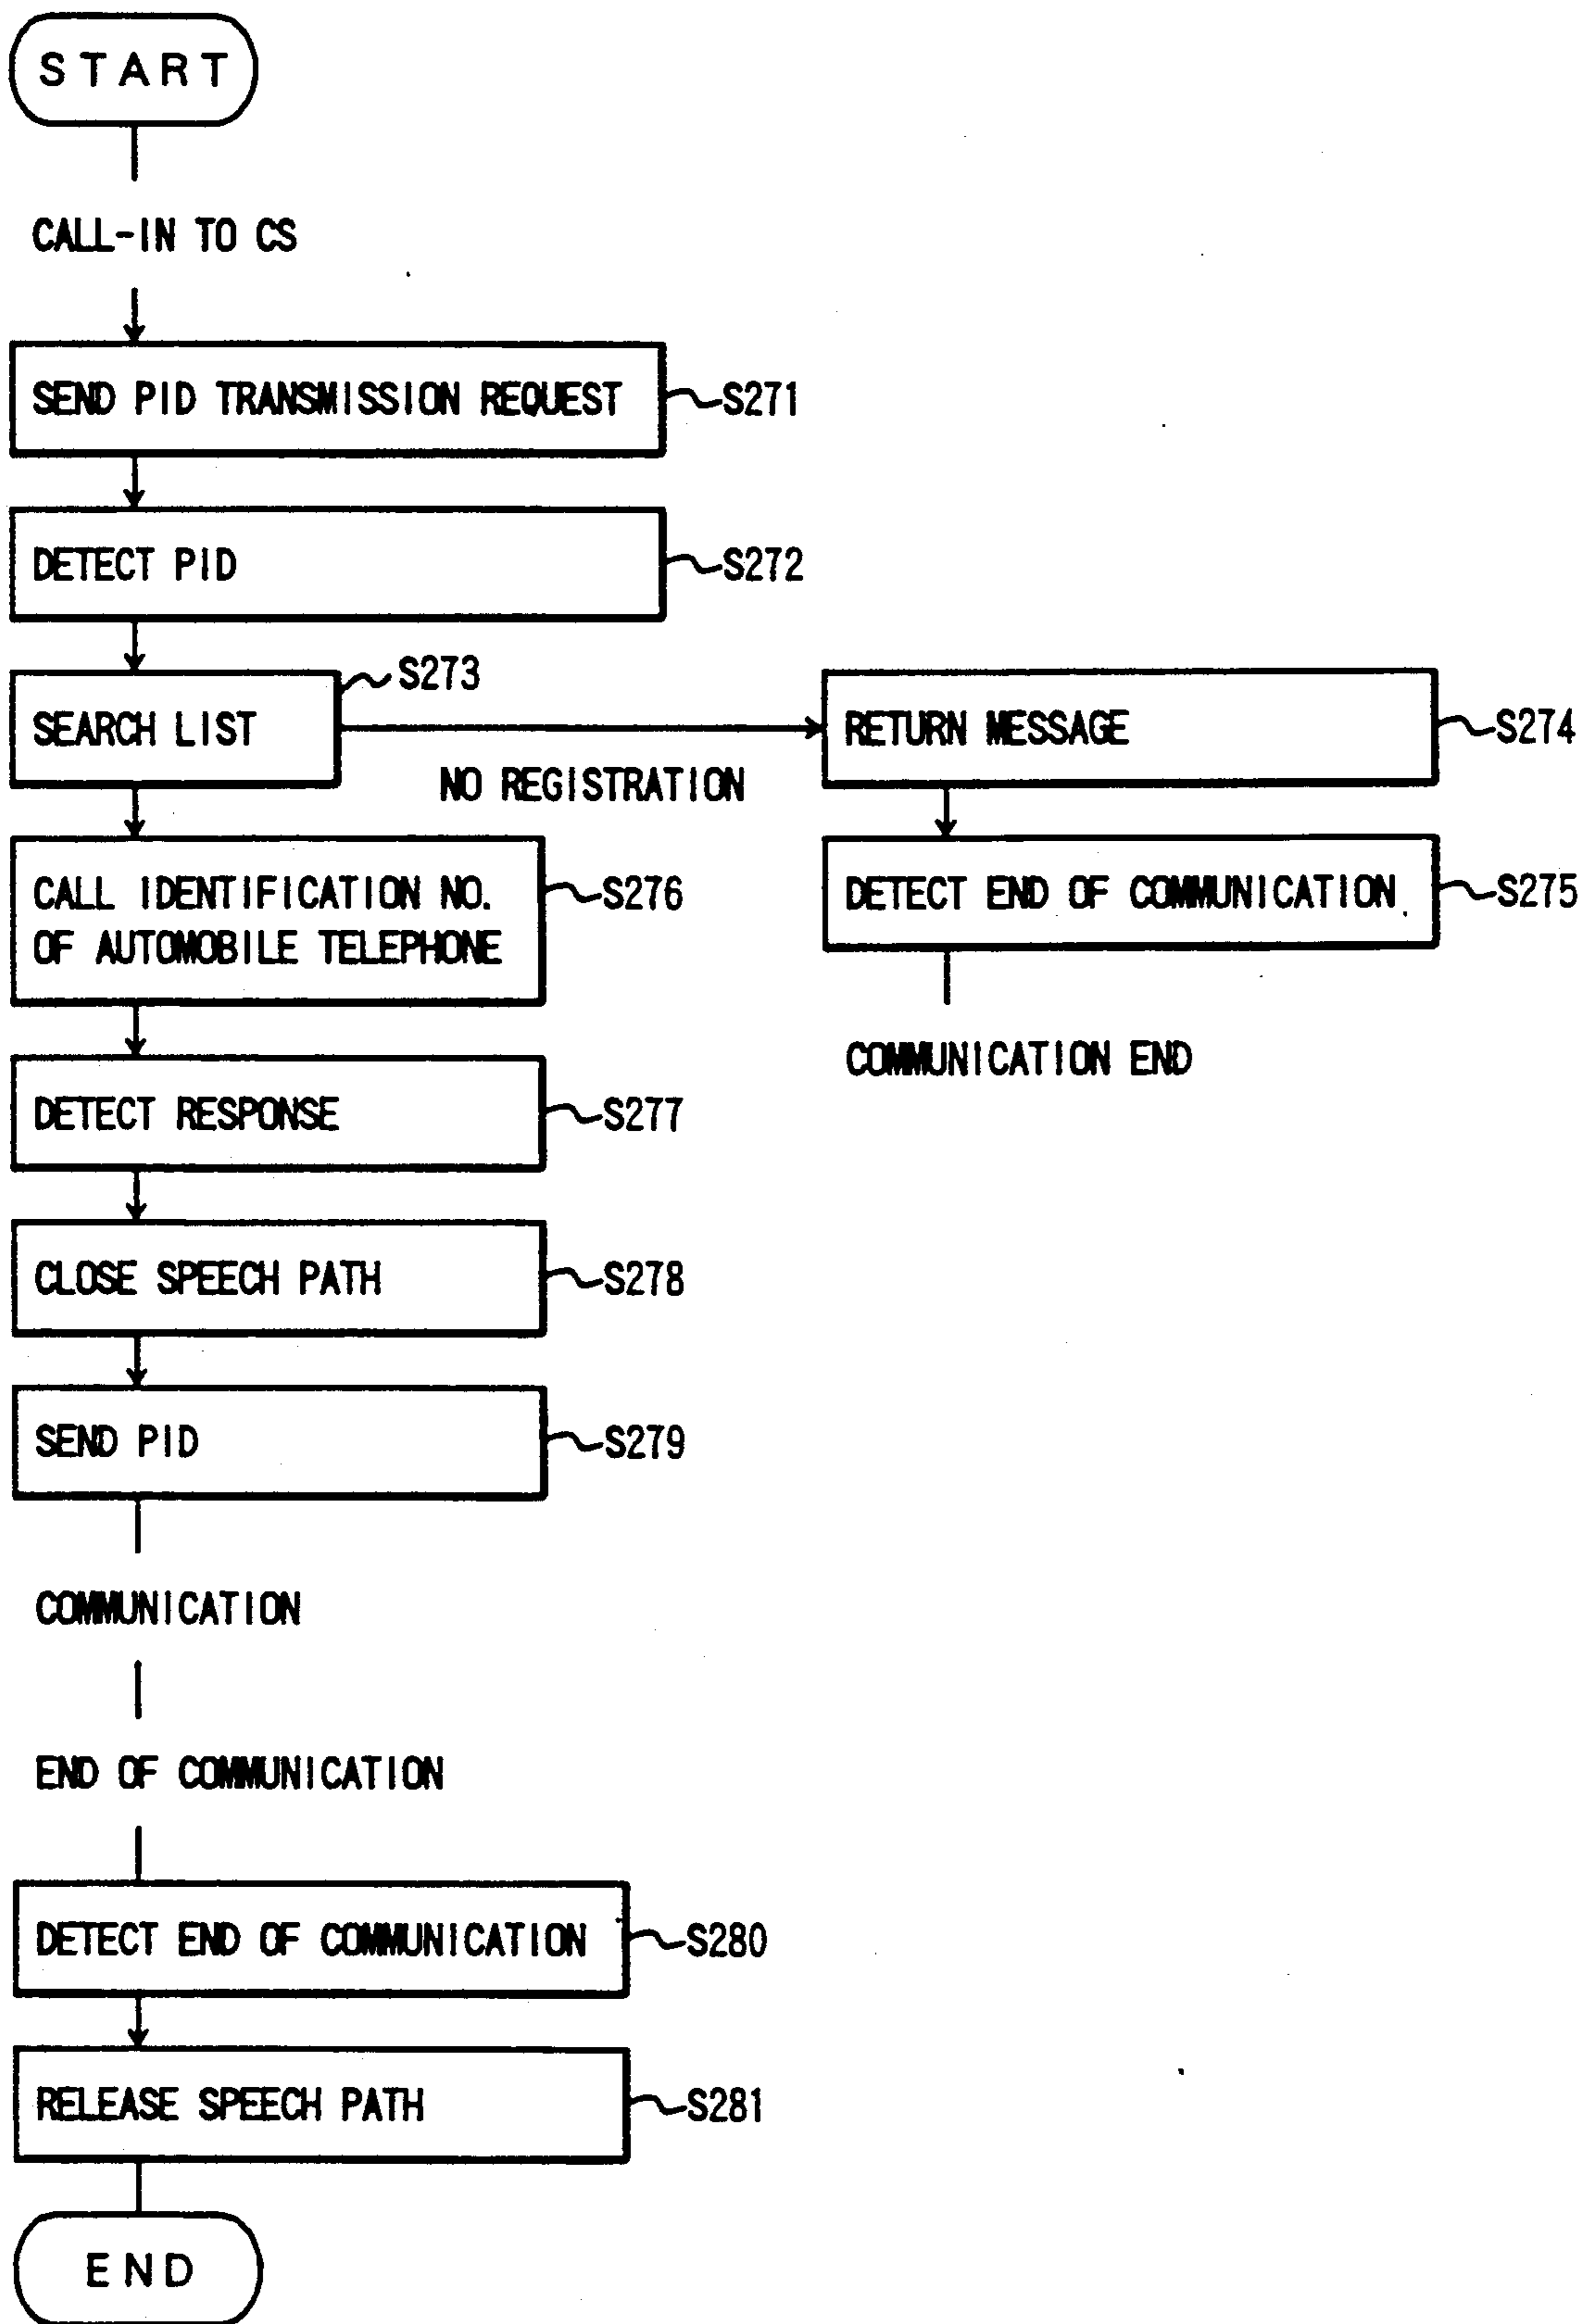 START
CALL-IN TO CS
SEND PID TRANSMISSION REQUEST
S271
DETECT PID
S272
SEARCH LIST
S273
NO REGISTRATION
RETURN MESSAGE
S274
DETECT END OF COMMUNICATION
S275
COMMUNICATION END
CALL IDENTIFICATION NO.
OF AUTOMOBILE TELEPHONE
S276
DETECT RESPONSE
S277
CLOSE SPEECH PATH
S278
SEND PID
S279
COMMUNICATION
END OF COMMUNICATION
DETECT END OF COMMUNICATION
S280
RELEASE SPEECH PATH
S281
END